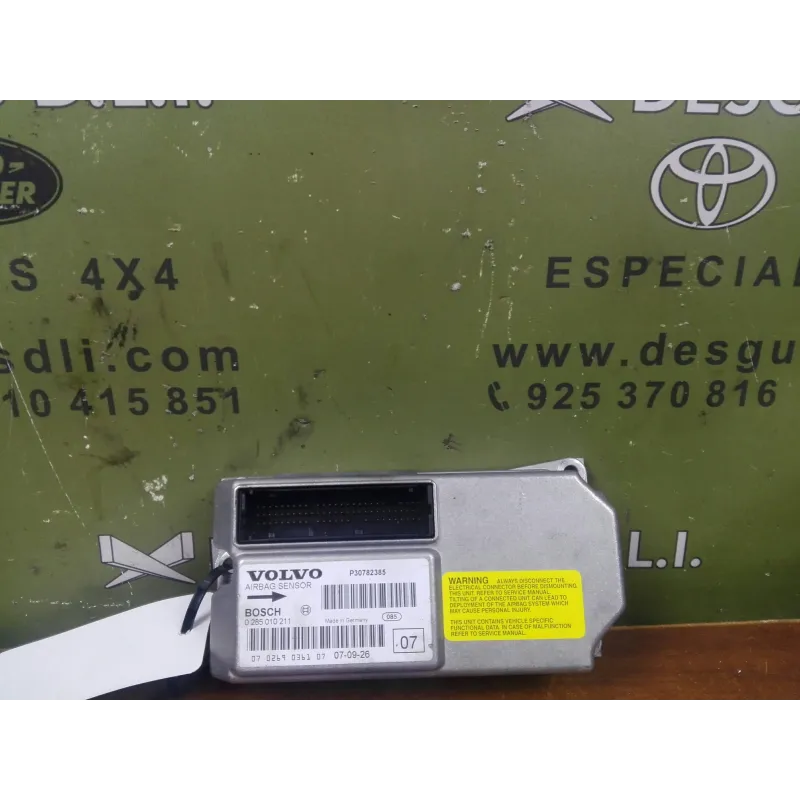 D.L.I.
DESG
ER
S 4X4
ESPECIAL
sdli.com
www.desgu
10 415 851
925 370 816
L.I.
VOLVO
P30782385
AIRBAG SENSOR
BOSCH
Made in Germany
085
0 285 010 211
07
07 0269 0361 07 07-09-26
WARNING ALWAYS DISCONNECT THE
ELECTRICAL CONNECTOR BEFORE DISMOUNTING
THIS UNIT. REFER TO SERVICE MANUAL.
TILTING OF A CONNECTED UNIT CAN LEAD TO
DEPLOYMENT OF THE AIRBAG SYSTEM WHICH
MAY CAUSE PERSONAL INJURY.
THIS UNIT CONTAINS VEHICLE SPECIFIC
FUNCTIONAL DATA. IN CASE OF MALFUNCTION
REFER TO SERVICE MANUAL.